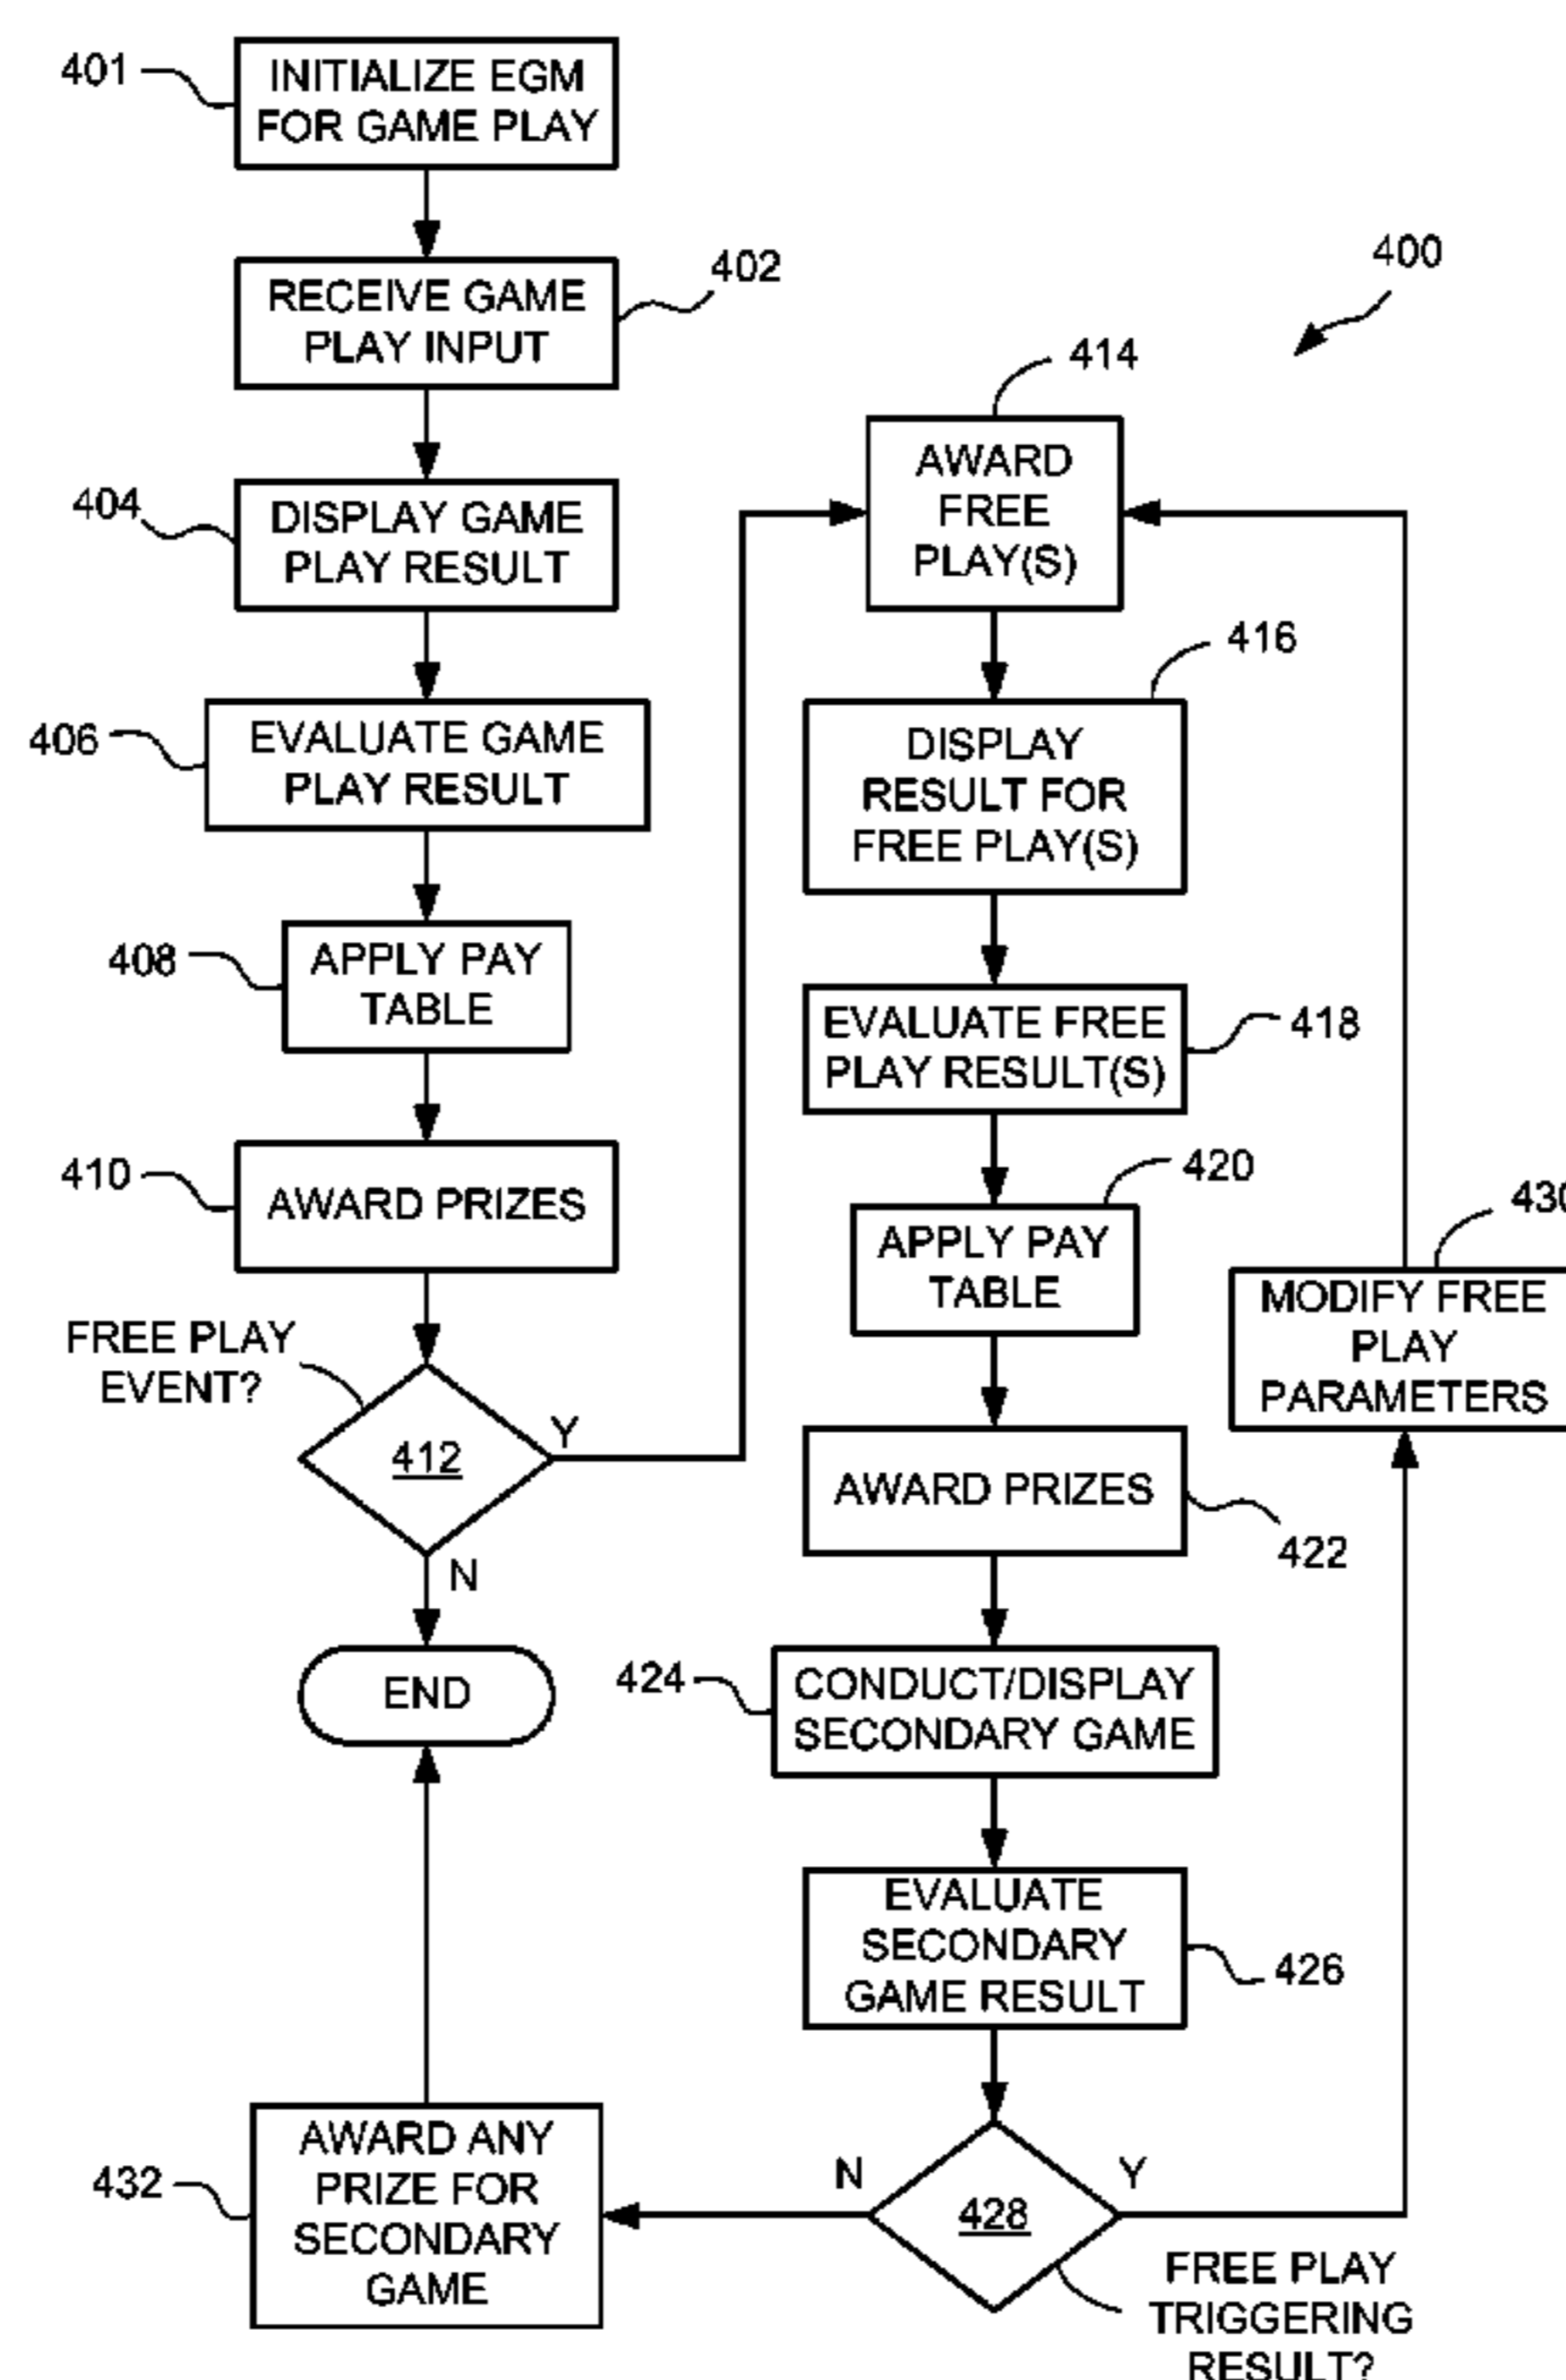 401
INITIALIZE EGM
FOR GAME PLAY
402
RECEIVE GAME
PLAY INPUT
404
DISPLAY GAME
PLAY RESULT
406
EVALUATE GAME
PLAY RESULT
408
APPLY PAY
TABLE
410
AWARD PRIZES
FREE PLAY
EVENT?
412
Y
N
END
400
414
AWARD
FREE
PLAY(S)
416
DISPLAY
RESULT FOR
FREE PLAY(S)
418
EVALUATE FREE
PLAY RESULT(S)
420
APPLY PAY
TABLE
422
AWARD PRIZES
424
CONDUCT/DISPLAY
SECONDARY GAME
426
EVALUATE
SECONDARY
GAME RESULT
428
N
Y
FREE PLAY
TRIGGERING
RESULT?
430
MODIFY FREE
PLAY
PARAMETERS
432
AWARD ANY
PRIZE FOR
SECONDARY
GAME